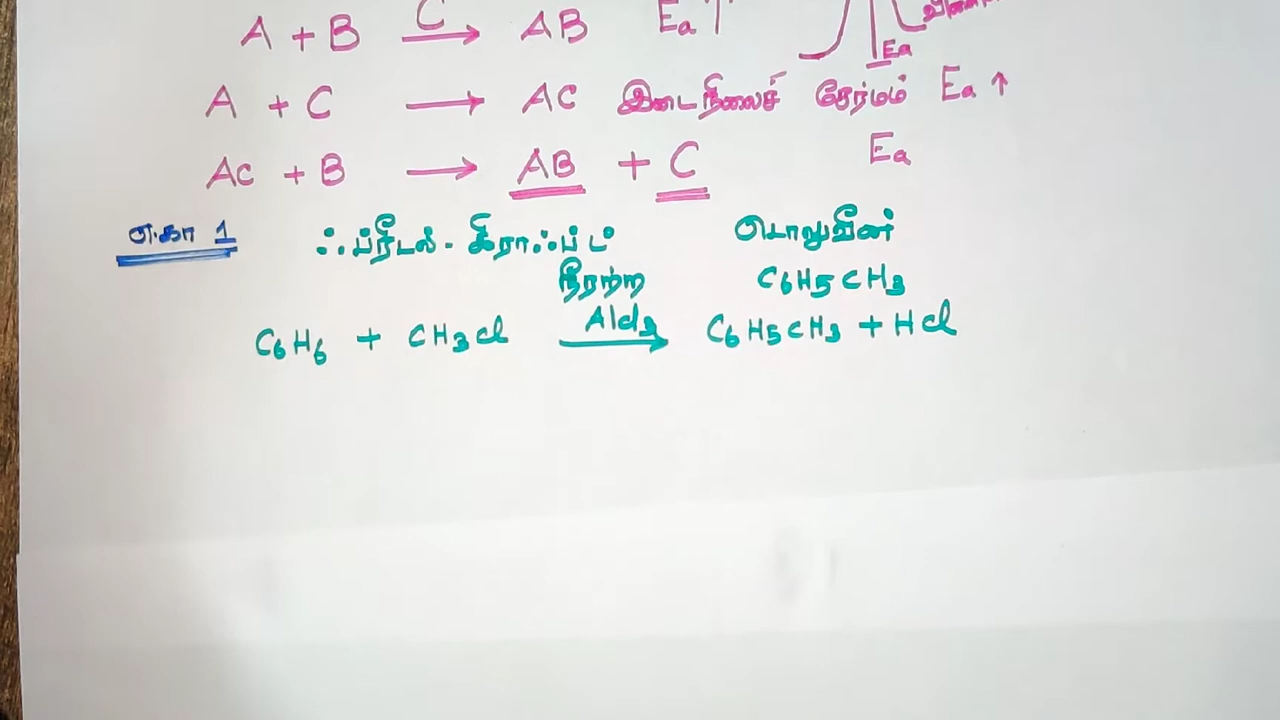 A + B —C→ AB Ea ↑
Ea
A + C ⟶ AC இடைநிலைச் சேர்மம் Ea ↑
AC + B ⟶ AB + C Ea
எ.கா 1 ஃப்ரீடல் - கிராஃப்ட் டொலுவீன்
நீரற்ற C6H5CH3
C6H6 + CH3Cl —AlCl3→ C6H5CH3 + HCl